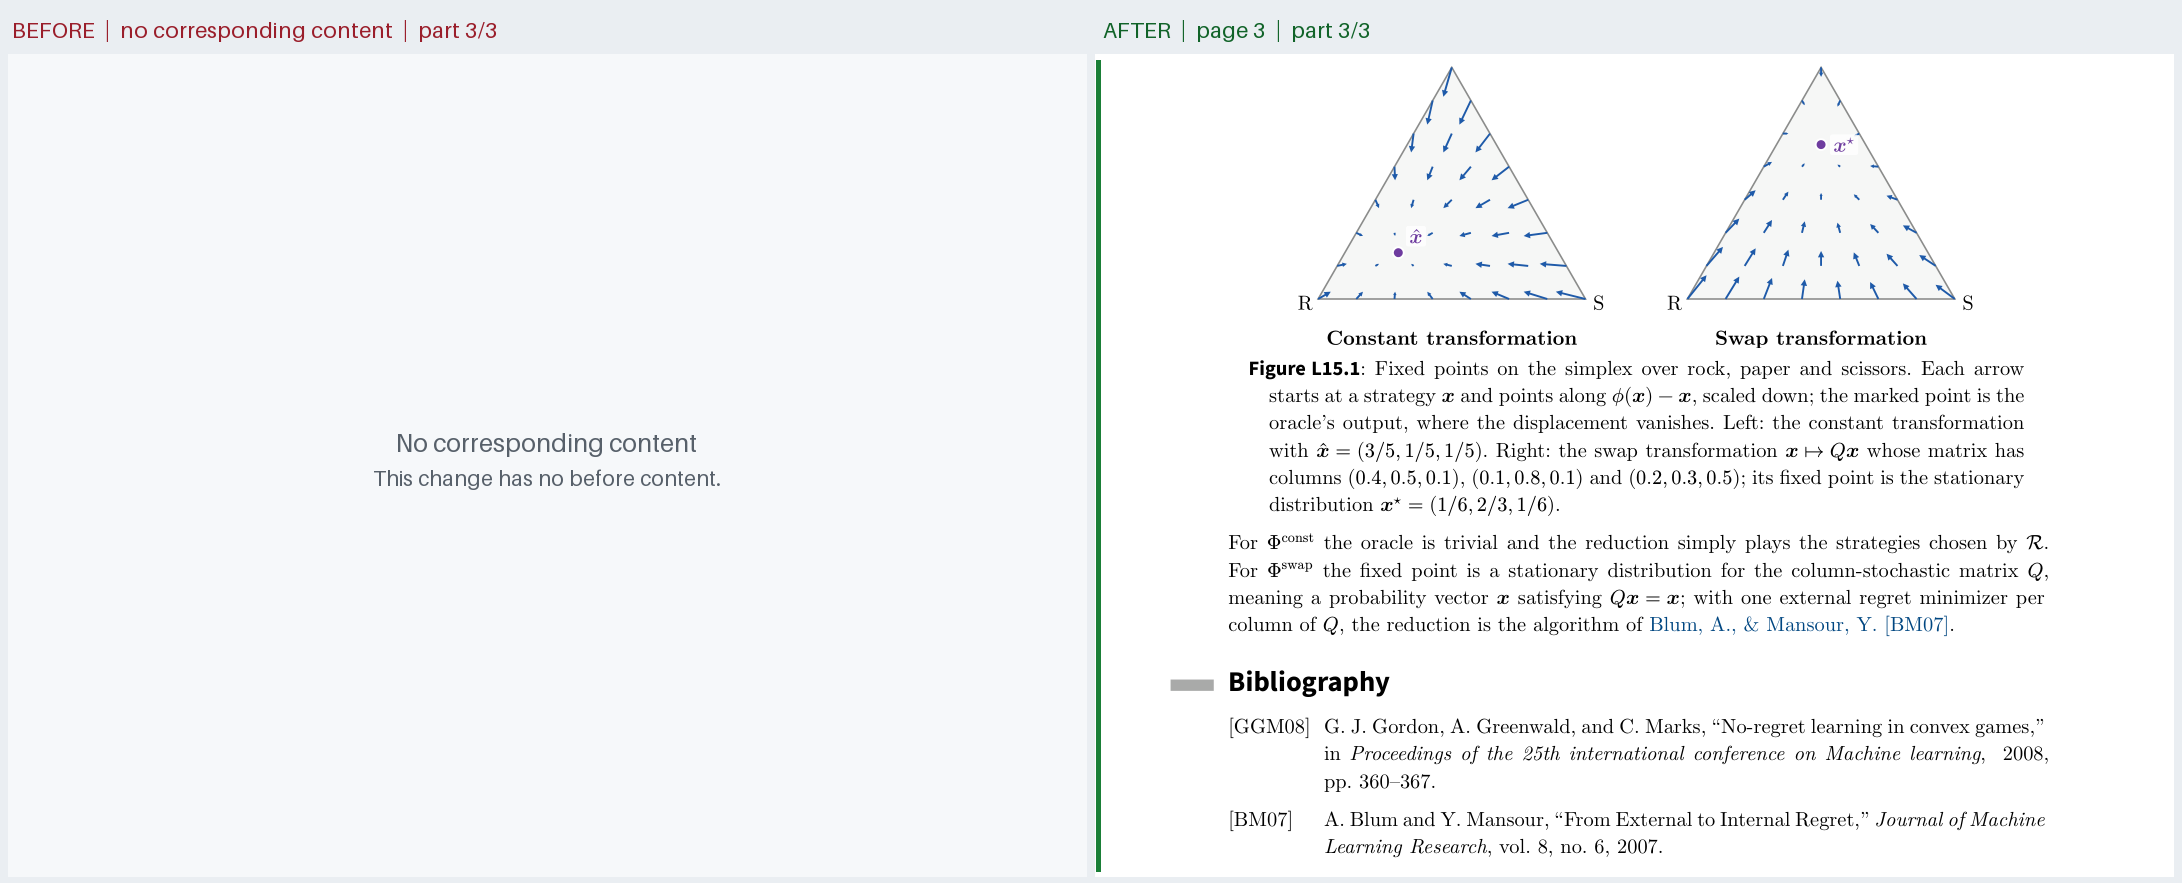 BEFORE | no corresponding content | part 3/3
No corresponding content
This change has no before content.
AFTER | page 3 | part 3/3
x̂
R
S
x⋆
R
S
Constant transformation
Swap transformation
Figure L15.1: Fixed points on the simplex over rock, paper and scissors. Each arrow
starts at a strategy x and points along ϕ(x) − x, scaled down; the marked point is the
oracle’s output, where the displacement vanishes. Left: the constant transformation
with x̂ = (3/5, 1/5, 1/5). Right: the swap transformation x ↦ Qx whose matrix has
columns (0.4, 0.5, 0.1), (0.1, 0.8, 0.1) and (0.2, 0.3, 0.5); its fixed point is the stationary
distribution x⋆ = (1/6, 2/3, 1/6).
For Φ^const the oracle is trivial and the reduction simply plays the strategies chosen by ℛ.
For Φ^swap the fixed point is a stationary distribution for the column-stochastic matrix Q,
meaning a probability vector x satisfying Qx = x; with one external regret minimizer per
column of Q, the reduction is the algorithm of Blum, A., & Mansour, Y. [BM07].
Bibliography
[GGM08] G. J. Gordon, A. Greenwald, and C. Marks, “No-regret learning in convex games,”
in Proceedings of the 25th international conference on Machine learning, 2008,
pp. 360–367.
[BM07] A. Blum and Y. Mansour, “From External to Internal Regret,” Journal of Machine
Learning Research, vol. 8, no. 6, 2007.